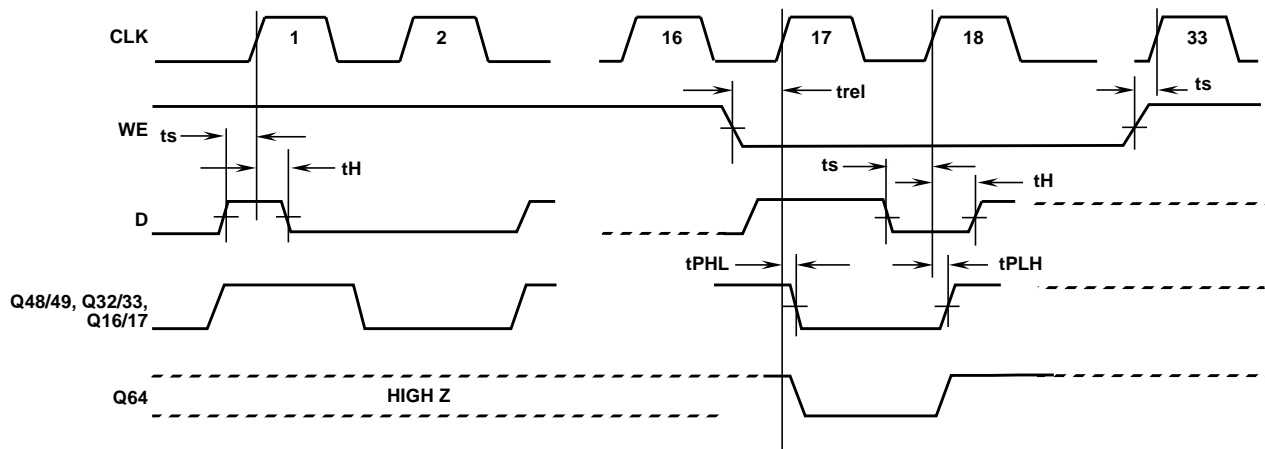 CLK 1 2 16 17 18 33
trel ts
WE
ts
tH ts tH
D
tPHL tPLH
Q48/49, Q32/33,
Q16/17
Q64 HIGH Z